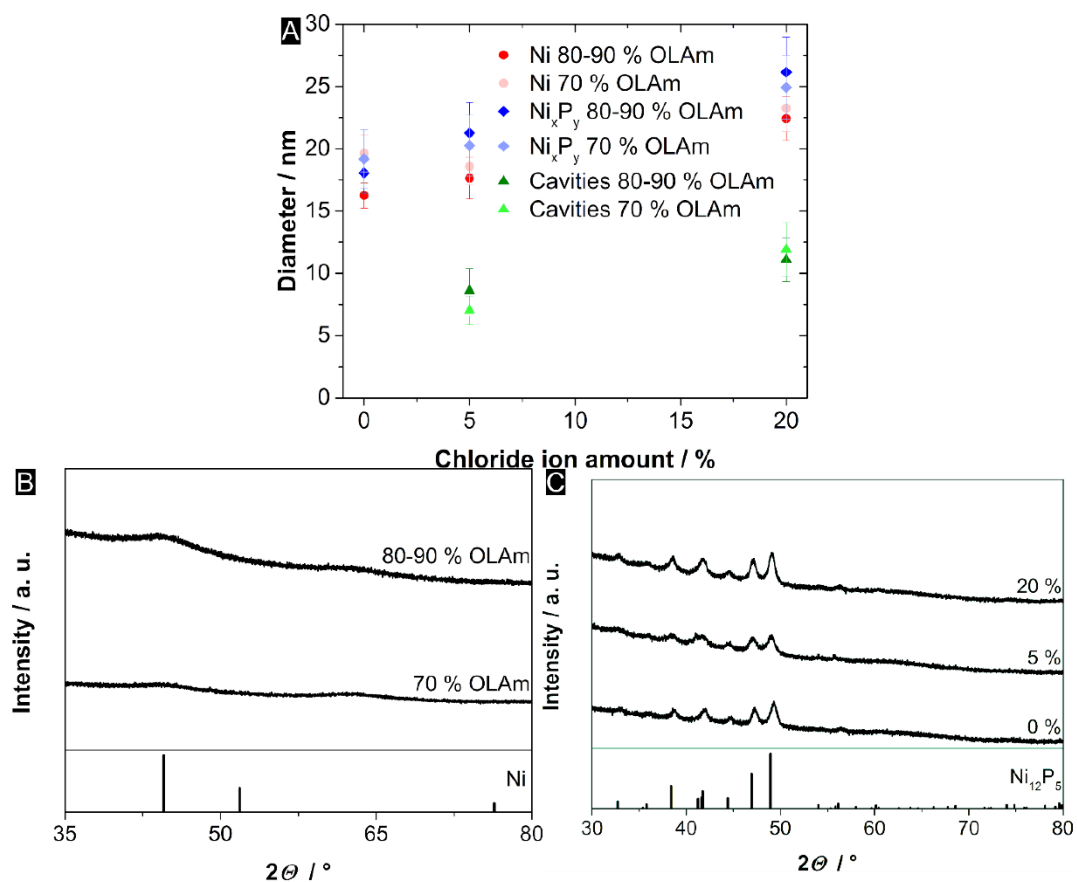 A
30
25
20
15
10
5
0
Diameter / nm
Ni 80-90 % OLAm
Ni 70 % OLAm
NiₓPᵧ 80-90 % OLAm
NiₓPᵧ 70 % OLAm
Cavities 80-90 % OLAm
Cavities 70 % OLAm
0 5 10 15 20
Chloride ion amount / %
B
Intensity / a. u.
80-90 % OLAm
70 % OLAm
Ni
35 50 65 80
2Θ / °
C
Intensity / a. u.
20 %
5 %
0 %
Ni₁₂P₅
30 40 50 60 70 80
2Θ / °